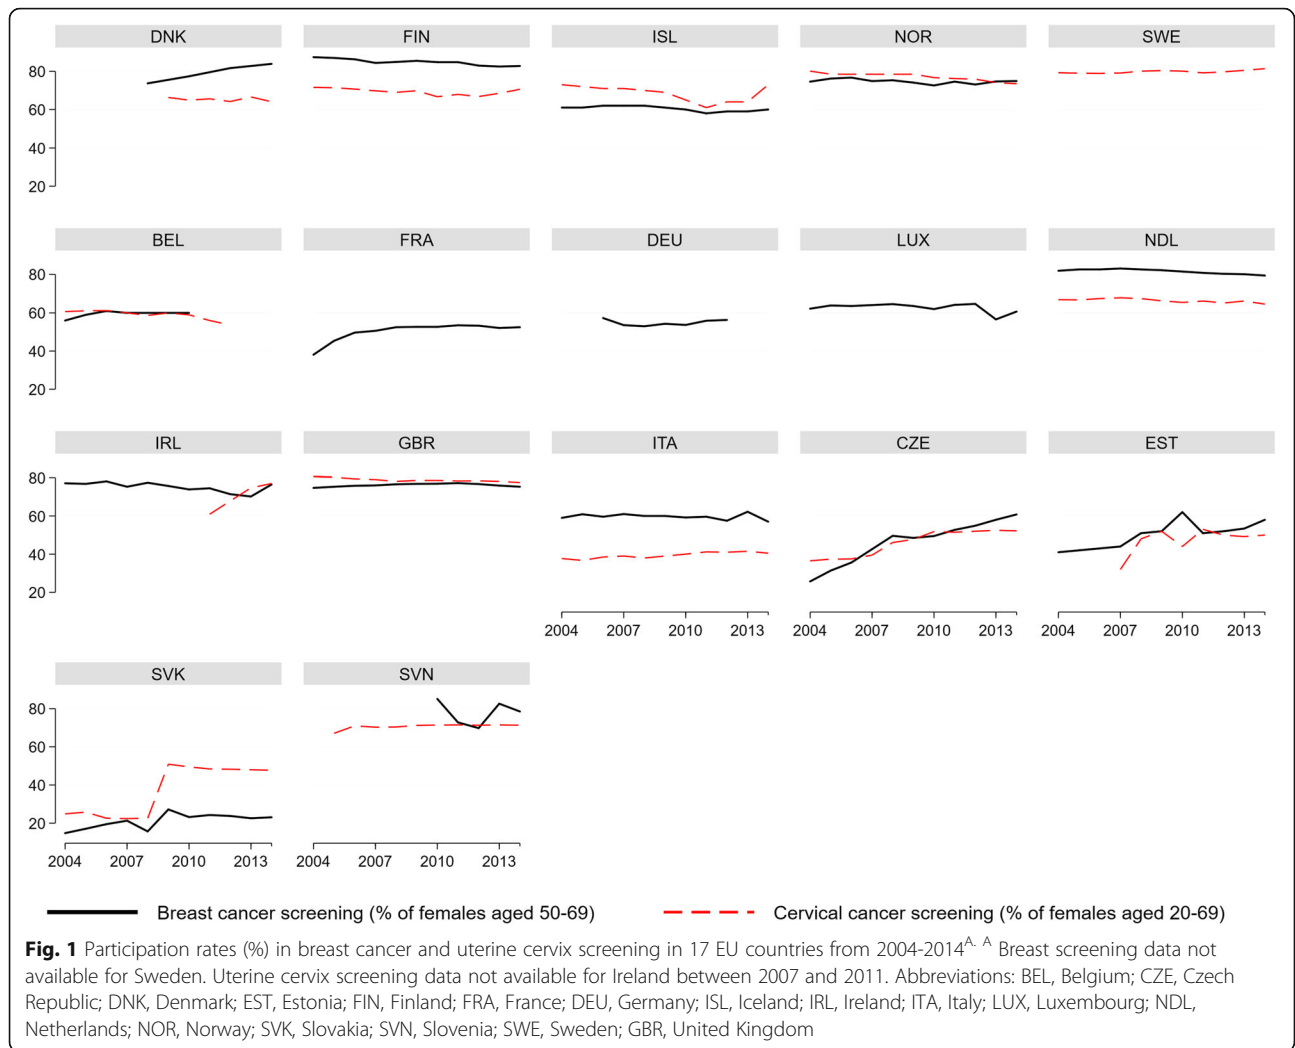 DNK FIN ISL NOR SWE
80
60
40
20
BEL FRA DEU LUX NDL
80
60
40
20
IRL GBR ITA CZE EST
80
60
40
20
2004 2007 2010 2013 2004 2007 2010 2013 2004 2007 2010 2013
SVK SVN
80
60
40
20
2004 2007 2010 2013 2004 2007 2010 2013
Breast cancer screening (% of females aged 50-69) Cervical cancer screening (% of females aged 20-69)
Fig. 1 Participation rates (%) in breast cancer and uterine cervix screening in 17 EU countries from 2004-2014A. A Breast screening data not
available for Sweden. Uterine cervix screening data not available for Ireland between 2007 and 2011. Abbreviations: BEL, Belgium; CZE, Czech
Republic; DNK, Denmark; EST, Estonia; FIN, Finland; FRA, France; DEU, Germany; ISL, Iceland; IRL, Ireland; ITA, Italy; LUX, Luxembourg; NDL,
Netherlands; NOR, Norway; SVK, Slovakia; SVN, Slovenia; SWE, Sweden; GBR, United Kingdom